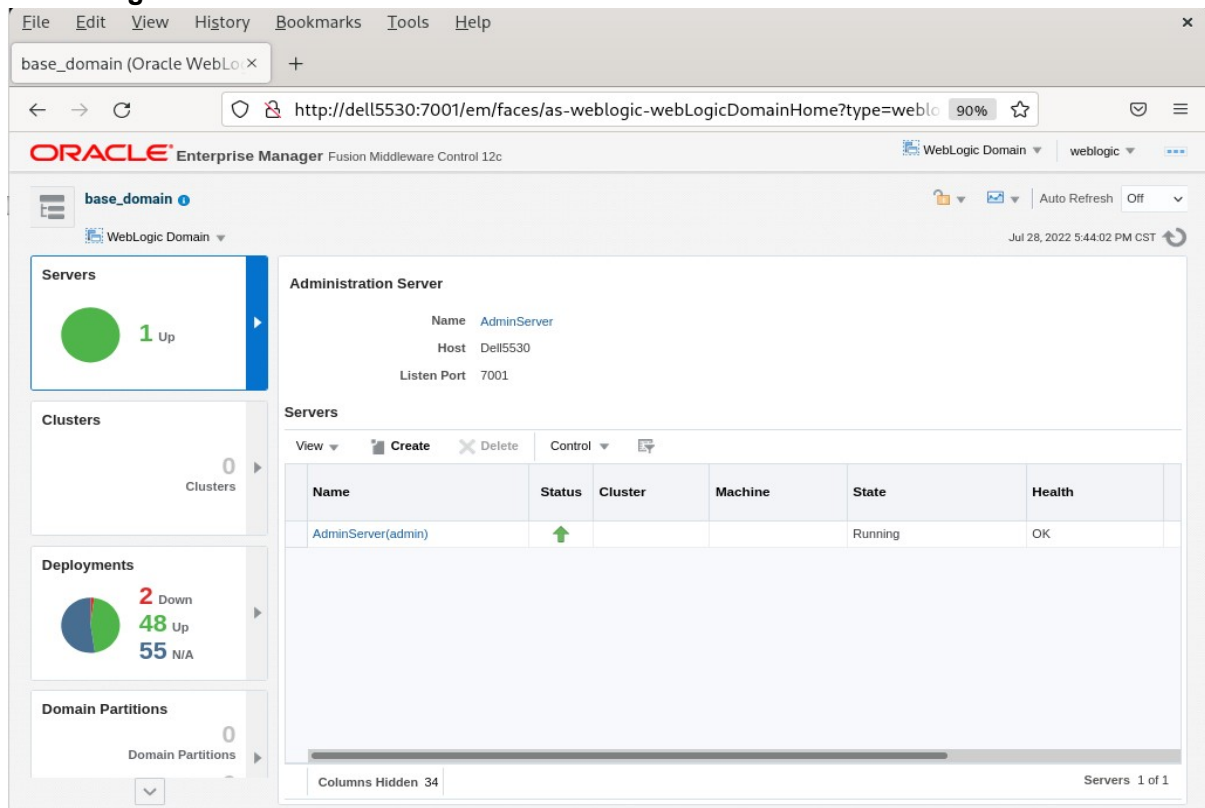 File Edit View History Bookmarks Tools Help
base_domain (Oracle WebLo
http://dell5530:7001/em/faces/as-weblogic-webLogicDomainHome?type=weblo 90%
ORACLE Enterprise Manager Fusion Middleware Control 12c WebLogic Domain weblogic
base_domain Auto Refresh Off
WebLogic Domain Jul 28, 2022 5:44:02 PM CST
Servers
1 Up
Clusters
0
Clusters
Deployments
2 Down
48 Up
55 N/A
Domain Partitions
0
Domain Partitions
Administration Server
Name AdminServer
Host Dell5530
Listen Port 7001
Servers
View Create Delete Control
Name Status Cluster Machine State Health
AdminServer(admin) Running OK
Columns Hidden 34 Servers 1 of 1